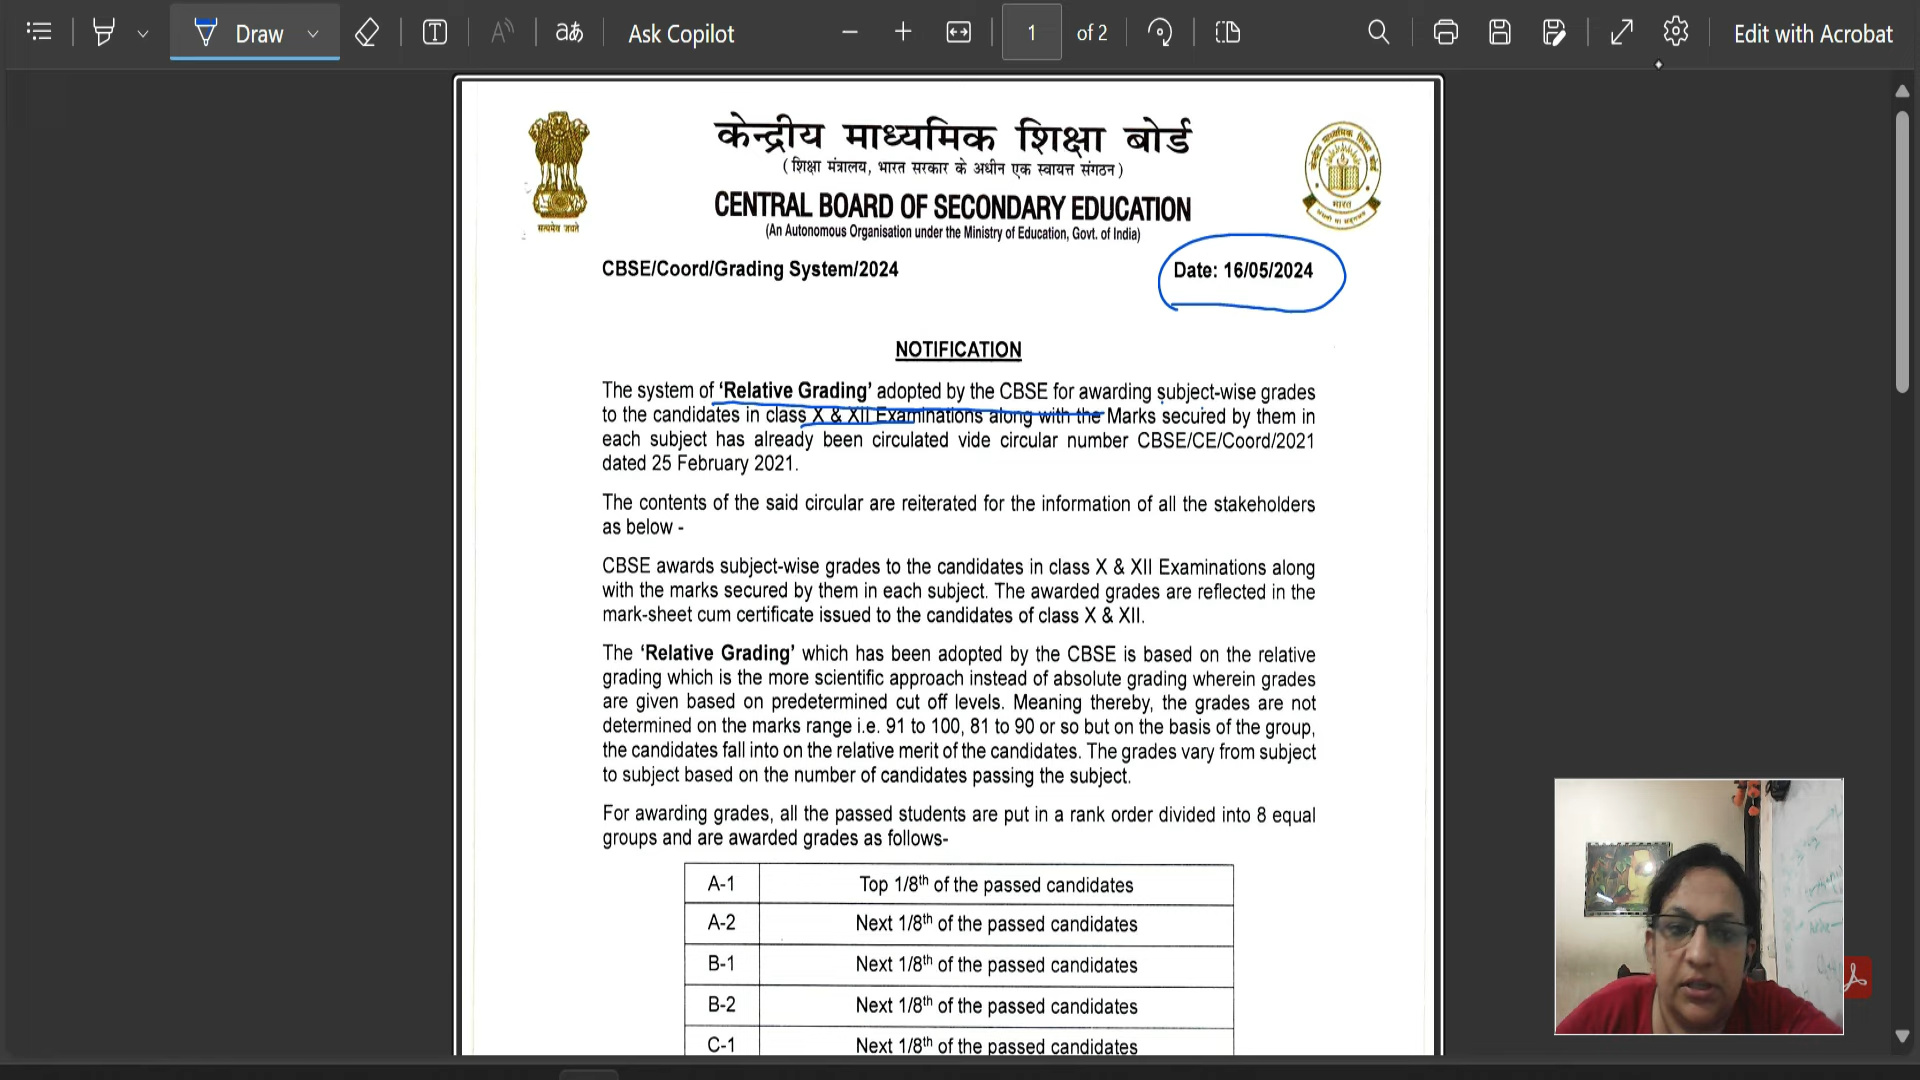 Draw
Ask Copilot
1
of 2
Edit with Acrobat
केन्द्रीय माध्यमिक शिक्षा बोर्ड
( शिक्षा मंत्रालय, भारत सरकार के अधीन एक स्वायत्त संगठन )
CENTRAL BOARD OF SECONDARY EDUCATION
(An Autonomous Organisation under the Ministry of Education, Govt. of India)
सत्यमेव जयते
भारत
CBSE/Coord/Grading System/2024
Date: 16/05/2024
NOTIFICATION
The system of ‘Relative Grading’ adopted by the CBSE for awarding subject-wise grades
to the candidates in class X & XII Examinations along with the Marks secured by them in
each subject has already been circulated vide circular number CBSE/CE/Coord/2021
dated 25 February 2021.
The contents of the said circular are reiterated for the information of all the stakeholders
as below -
CBSE awards subject-wise grades to the candidates in class X & XII Examinations along
with the marks secured by them in each subject. The awarded grades are reflected in the
mark-sheet cum certificate issued to the candidates of class X & XII.
The ‘Relative Grading’ which has been adopted by the CBSE is based on the relative
grading which is the more scientific approach instead of absolute grading wherein grades
are given based on predetermined cut off levels. Meaning thereby, the grades are not
determined on the marks range i.e. 91 to 100, 81 to 90 or so but on the basis of the group,
the candidates fall into on the relative merit of the candidates. The grades vary from subject
to subject based on the number of candidates passing the subject.
For awarding grades, all the passed students are put in a rank order divided into 8 equal
groups and are awarded grades as follows-
A-1 Top 1/8th of the passed candidates
A-2 Next 1/8th of the passed candidates
B-1 Next 1/8th of the passed candidates
B-2 Next 1/8th of the passed candidates
C-1 Next 1/8th of the passed candidates